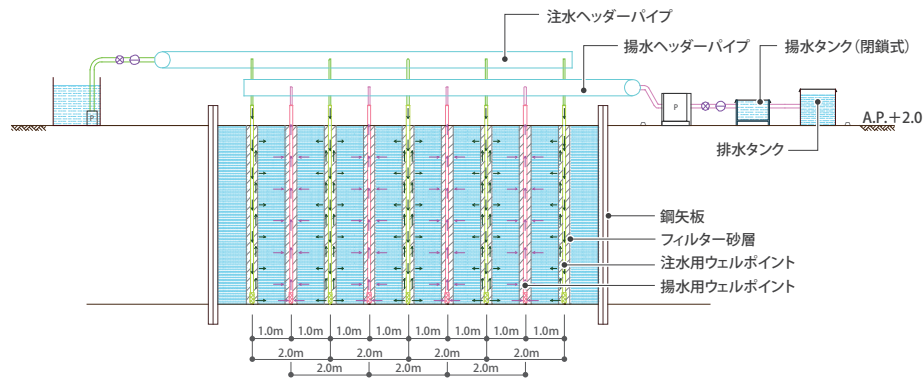 注水ヘッダーパイプ
揚水ヘッダーパイプ
揚水タンク（閉鎖式）
P
P
A.P.＋2.0
排水タンク
鋼矢板
フィルター砂層
注水用ウェルポイント
揚水用ウェルポイント
1.0m 1.0m 1.0m 1.0m 1.0m 1.0m 1.0m 1.0m
2.0m 2.0m 2.0m 2.0m
2.0m 2.0m 2.0m